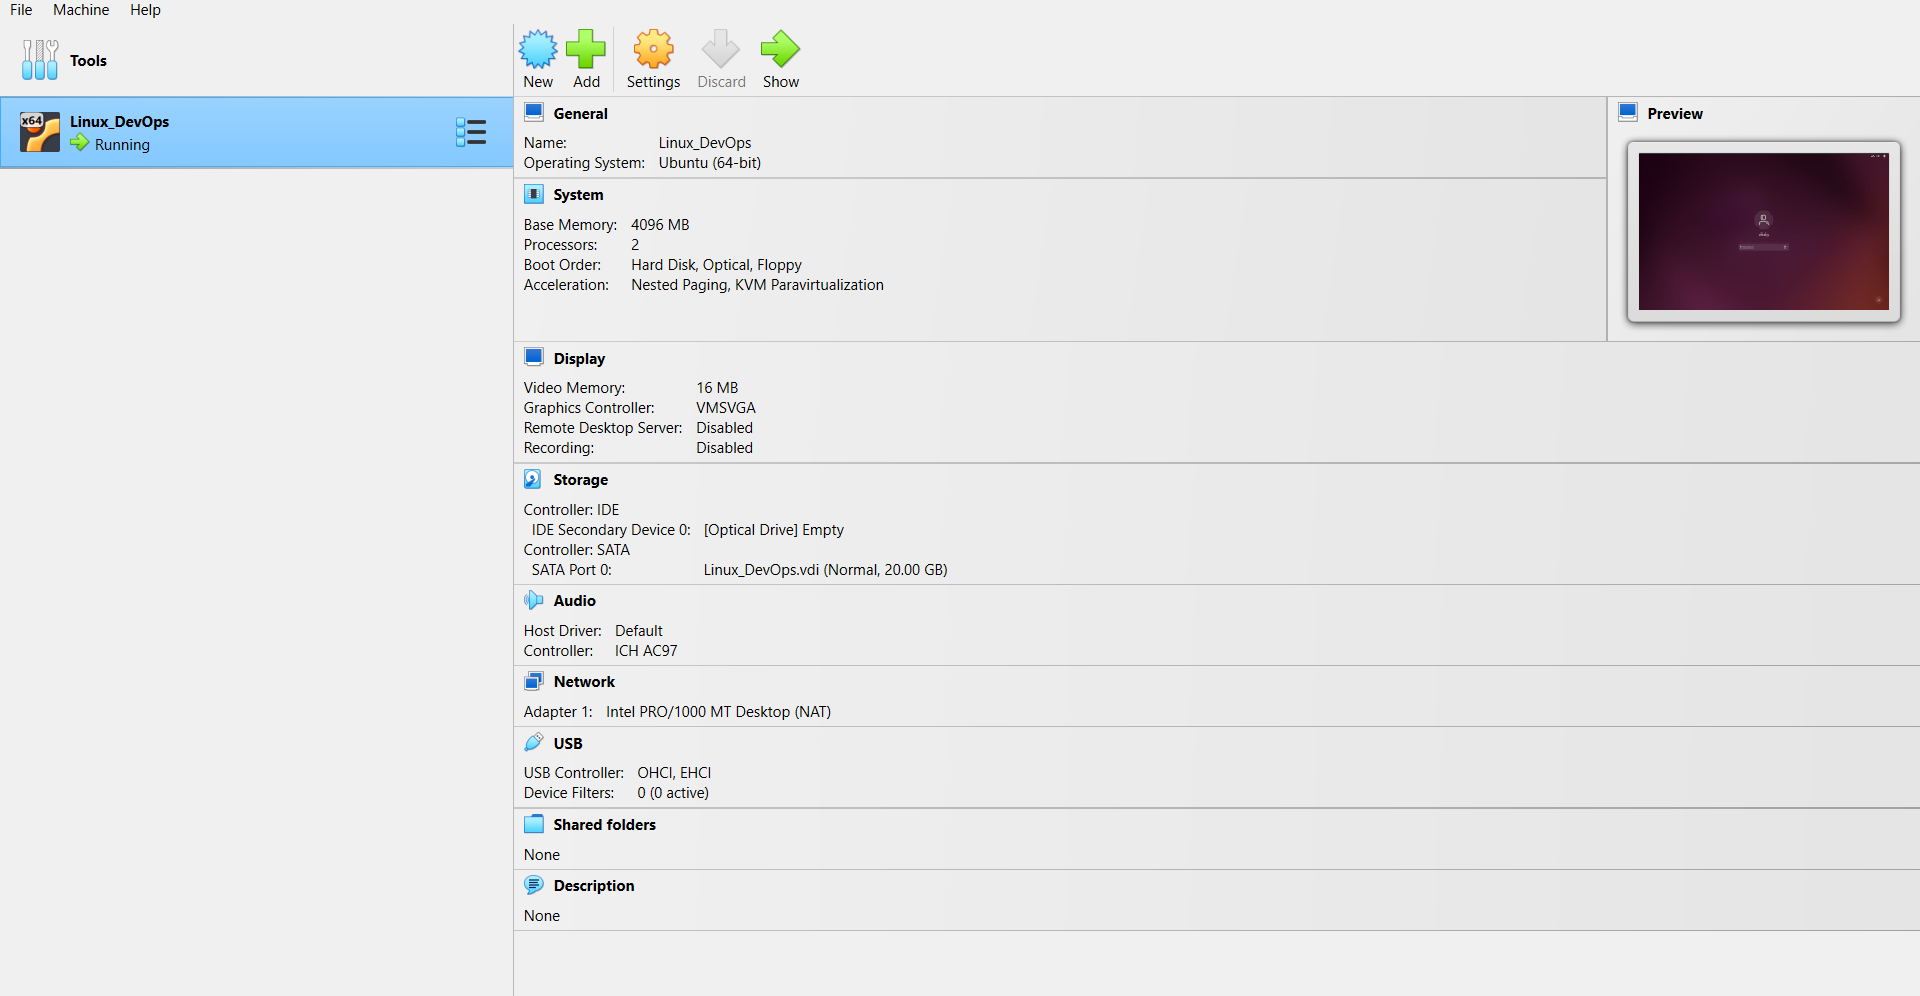 File Machine Help
Tools
New Add Settings Discard Show
x64
Linux_DevOps
Running
General
Name: Linux_DevOps
Operating System: Ubuntu (64-bit)
Preview
System
Base Memory: 4096 MB
Processors: 2
Boot Order: Hard Disk, Optical, Floppy
Acceleration: Nested Paging, KVM Paravirtualization
Display
Video Memory: 16 MB
Graphics Controller: VMSVGA
Remote Desktop Server: Disabled
Recording: Disabled
Storage
Controller: IDE
IDE Secondary Device 0: [Optical Drive] Empty
Controller: SATA
SATA Port 0: Linux_DevOps.vdi (Normal, 20.00 GB)
Audio
Host Driver: Default
Controller: ICH AC97
Network
Adapter 1: Intel PRO/1000 MT Desktop (NAT)
USB
USB Controller: OHCI, EHCI
Device Filters: 0 (0 active)
Shared folders
None
Description
None